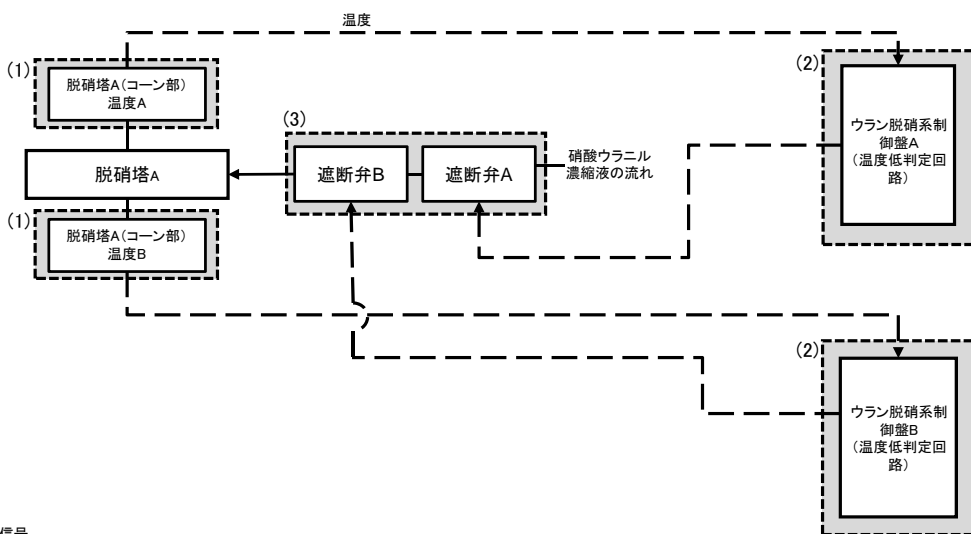 温度
(1)
脱硝塔A(コーン部)
温度A
(2)
ウラン脱硝系制
御盤A
(温度低判定回
路)
(3)
遮断弁B
遮断弁A
硝酸ウラニル
濃縮液の流れ
脱硝塔A
(1)
脱硝塔A(コーン部)
温度B
(2)
ウラン脱硝系制
御盤B
(温度低判定回
路)
信号